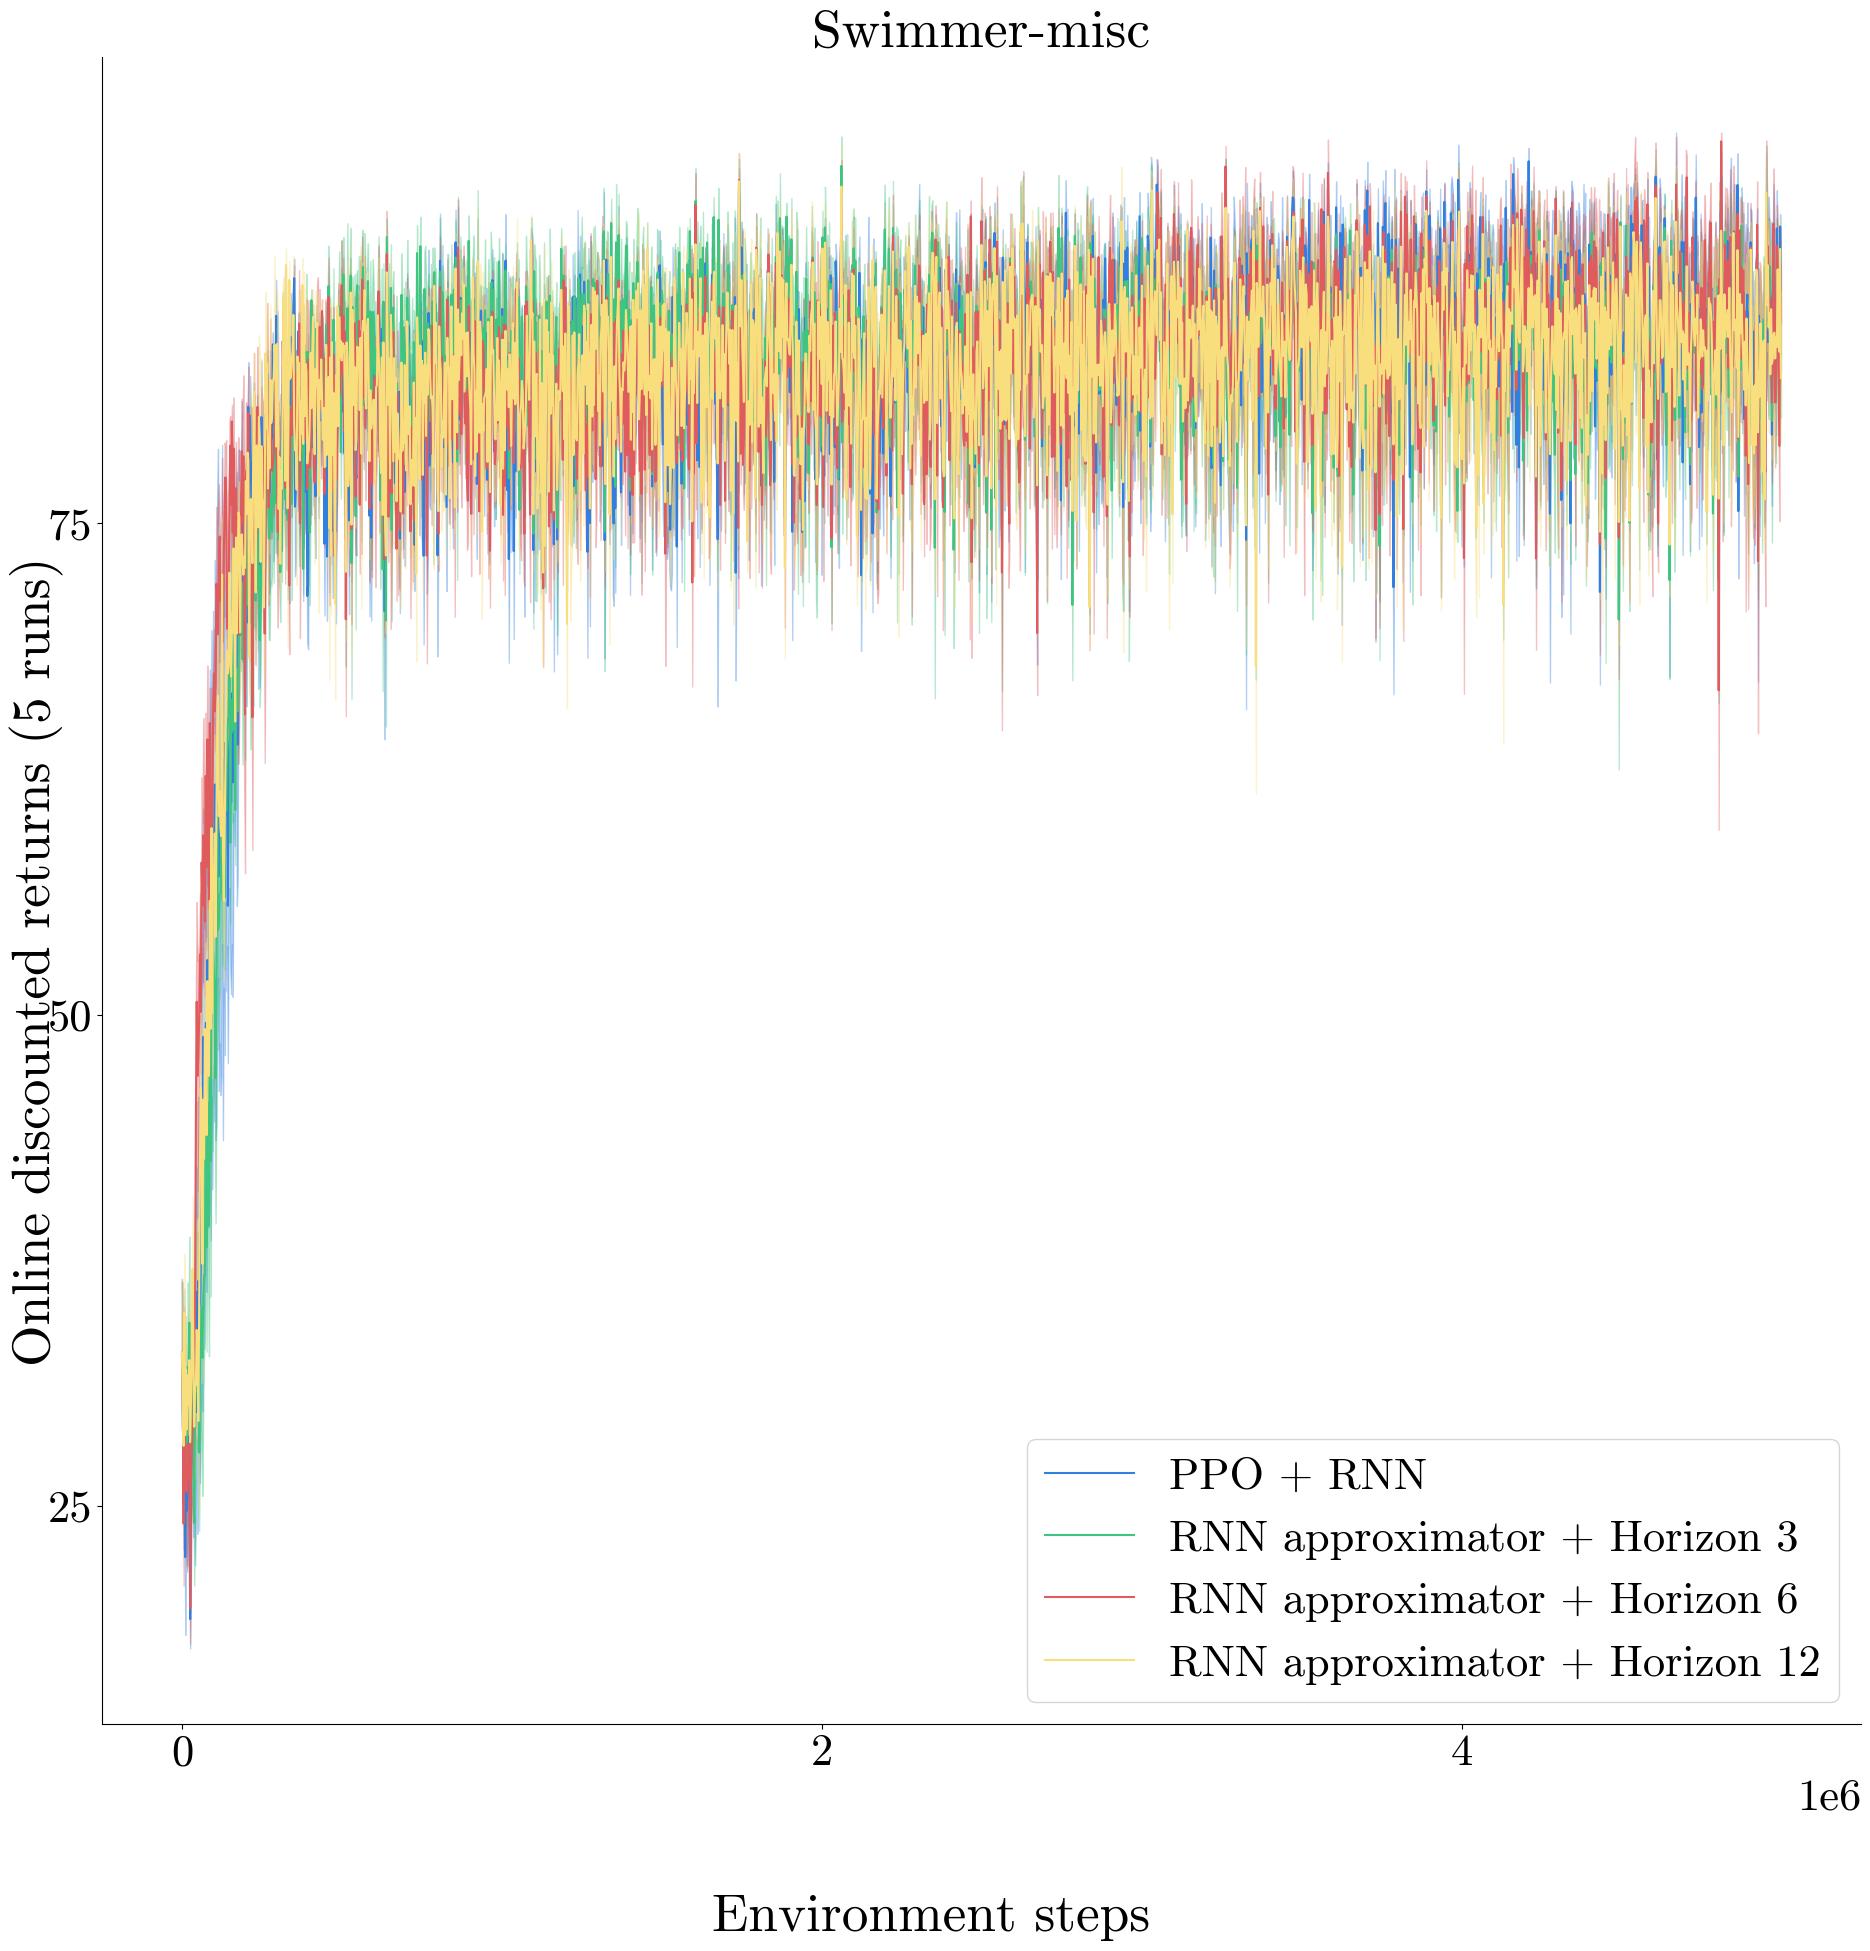 Swimmer-misc
Online discounted returns (5 runs)
75
50
25
PPO + RNN
RNN approximator + Horizon 3
RNN approximator + Horizon 6
RNN approximator + Horizon 12
0
2
4
1e6
Environment steps